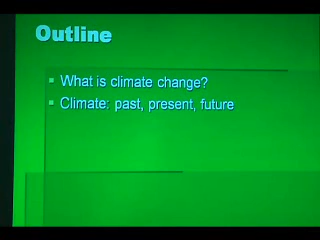 Outline
What is climate change?
Climate: past, present, future